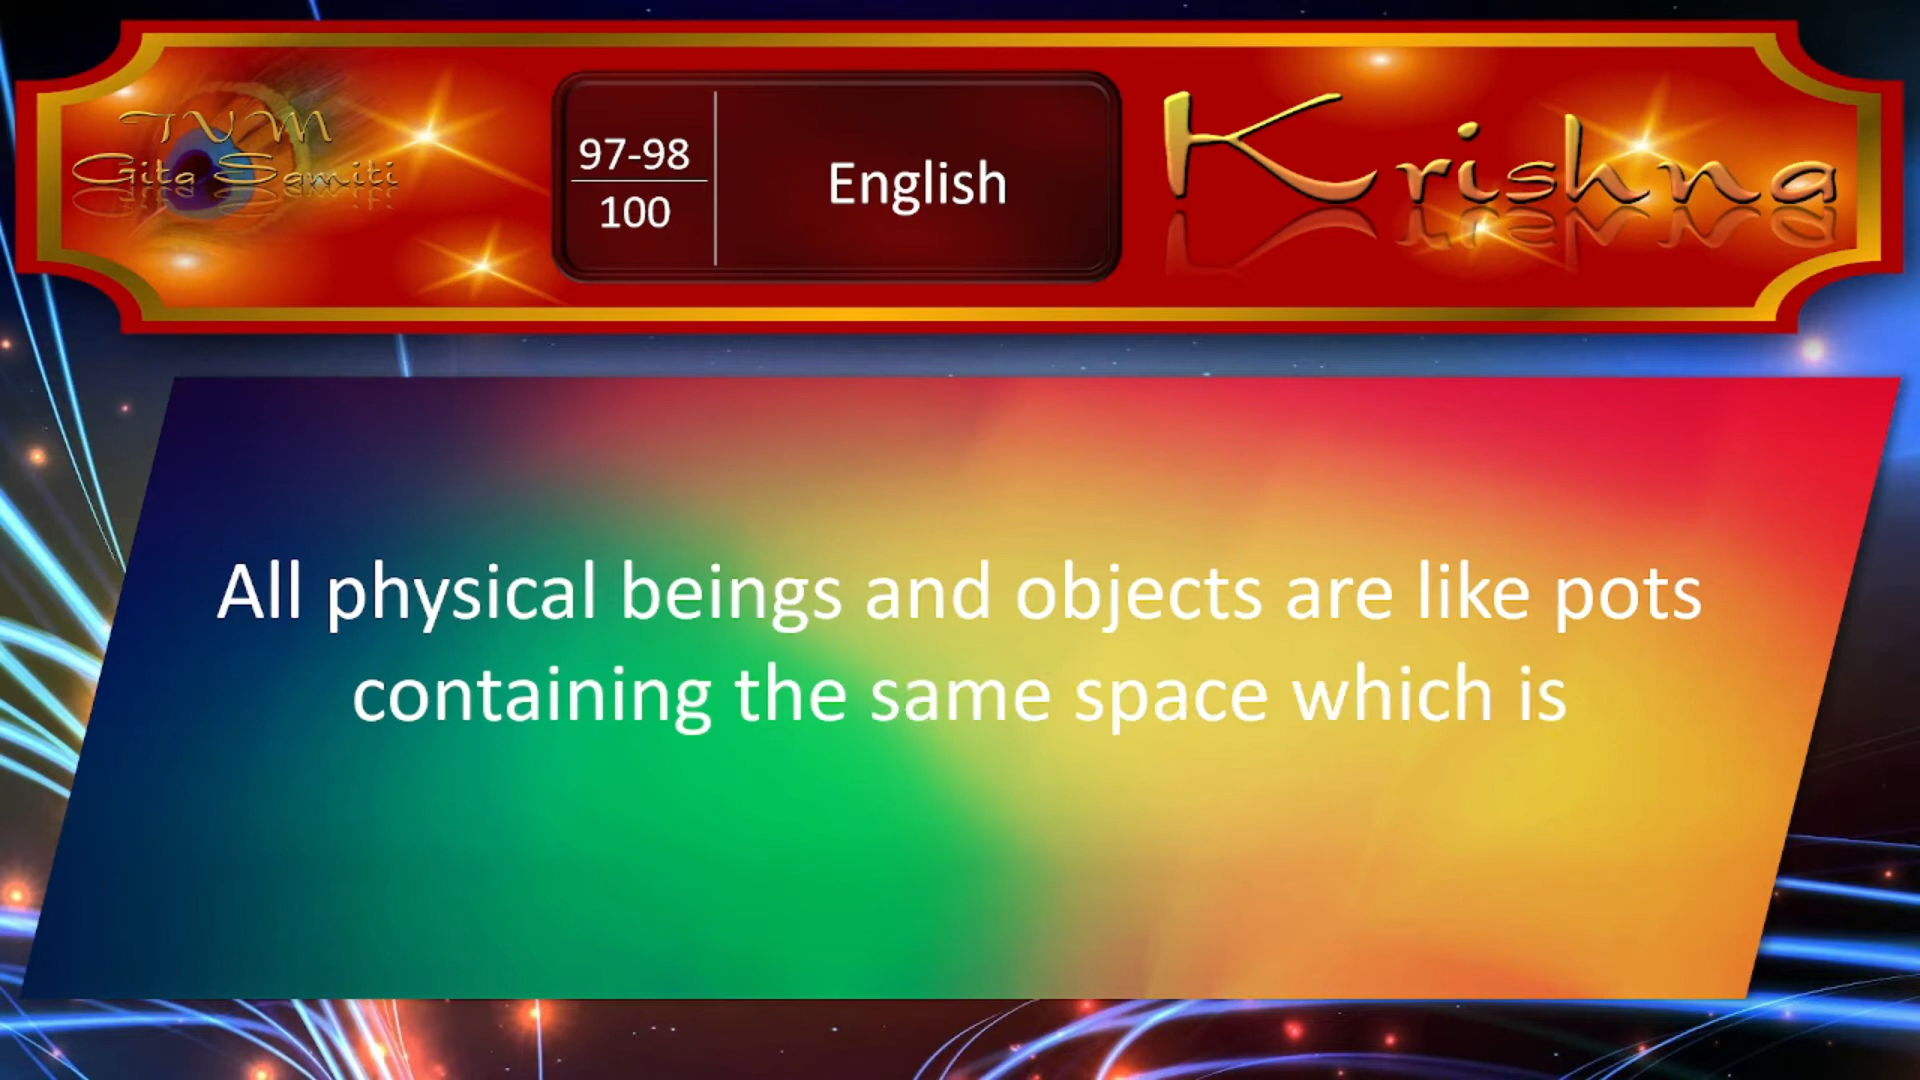 TVM
Gita Samiti
97-98
100
English
Krishna
All physical beings and objects are like pots
containing the same space which is